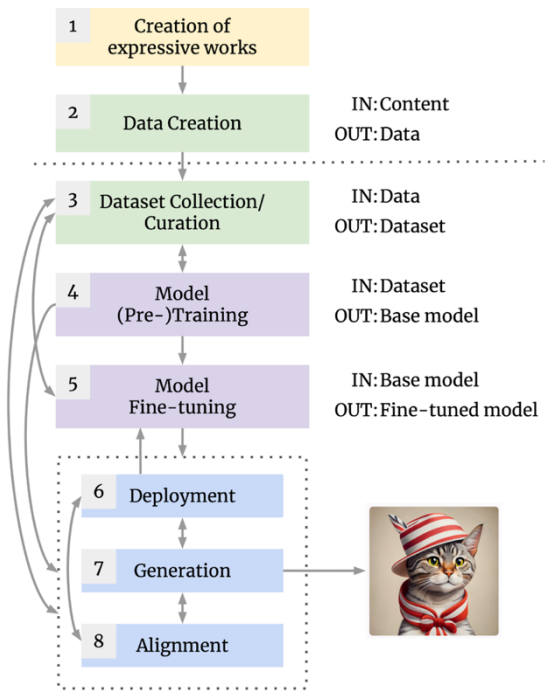 1
Creation of
expressive works
2
Data Creation
IN: Content
OUT: Data
3
Dataset Collection/
Curation
IN: Data
OUT: Dataset
4
Model
(Pre-)Training
IN: Dataset
OUT: Base model
5
Model
Fine-tuning
IN: Base model
OUT: Fine-tuned model
6
Deployment
7
Generation
8
Alignment